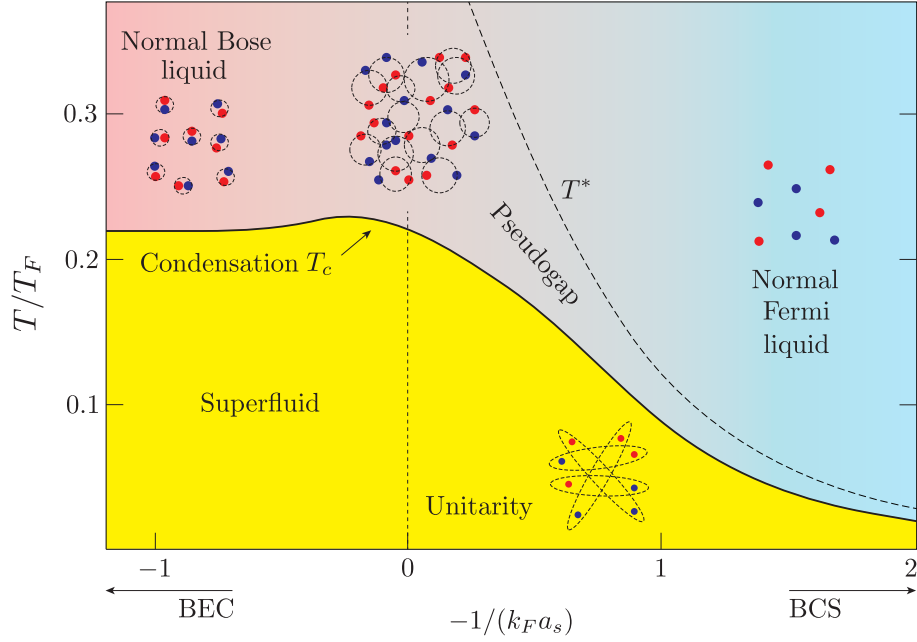 Normal Bose
liquid
0.3
T*
Pseudogap
0.2
Condensation T_c
T/T_F
Normal
Fermi
liquid
0.1
Superfluid
Unitarity
−1
0
1
2
BEC
−1/(k_F a_s)
BCS